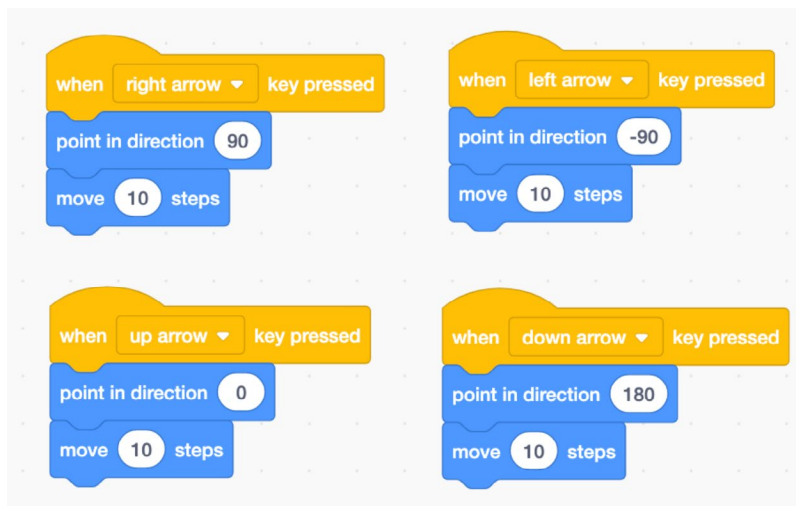 when right arrow key pressed
point in direction 90
move 10 steps
when left arrow key pressed
point in direction -90
move 10 steps
when up arrow key pressed
point in direction 0
move 10 steps
when down arrow key pressed
point in direction 180
move 10 steps